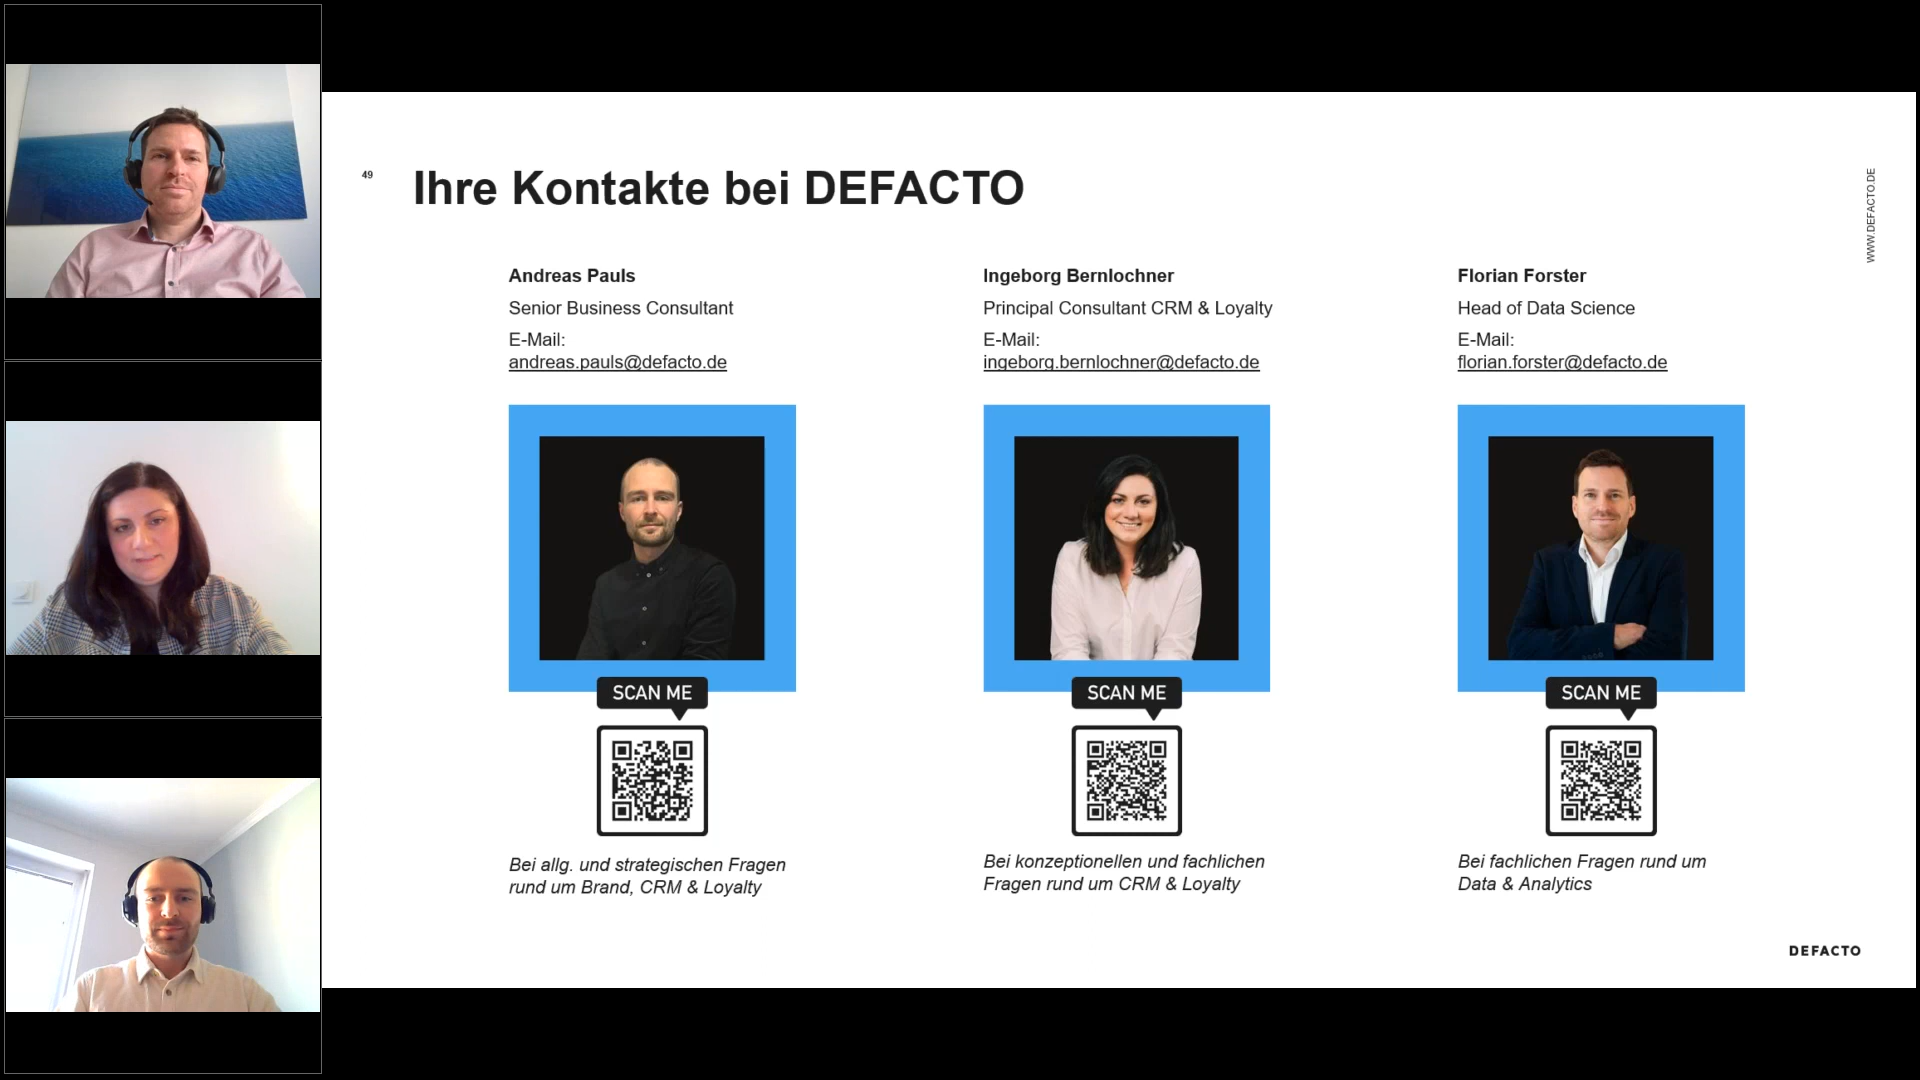 49
Ihre Kontakte bei DEFACTO
WWW.DEFACTO.DE
Andreas Pauls
Senior Business Consultant
E-Mail:
andreas.pauls@defacto.de
SCAN ME
Bei allg. und strategischen Fragen
rund um Brand, CRM & Loyalty
Ingeborg Bernlochner
Principal Consultant CRM & Loyalty
E-Mail:
ingeborg.bernlochner@defacto.de
SCAN ME
Bei konzeptionellen und fachlichen
Fragen rund um CRM & Loyalty
Florian Forster
Head of Data Science
E-Mail:
florian.forster@defacto.de
SCAN ME
Bei fachlichen Fragen rund um
Data & Analytics
DEFACTO